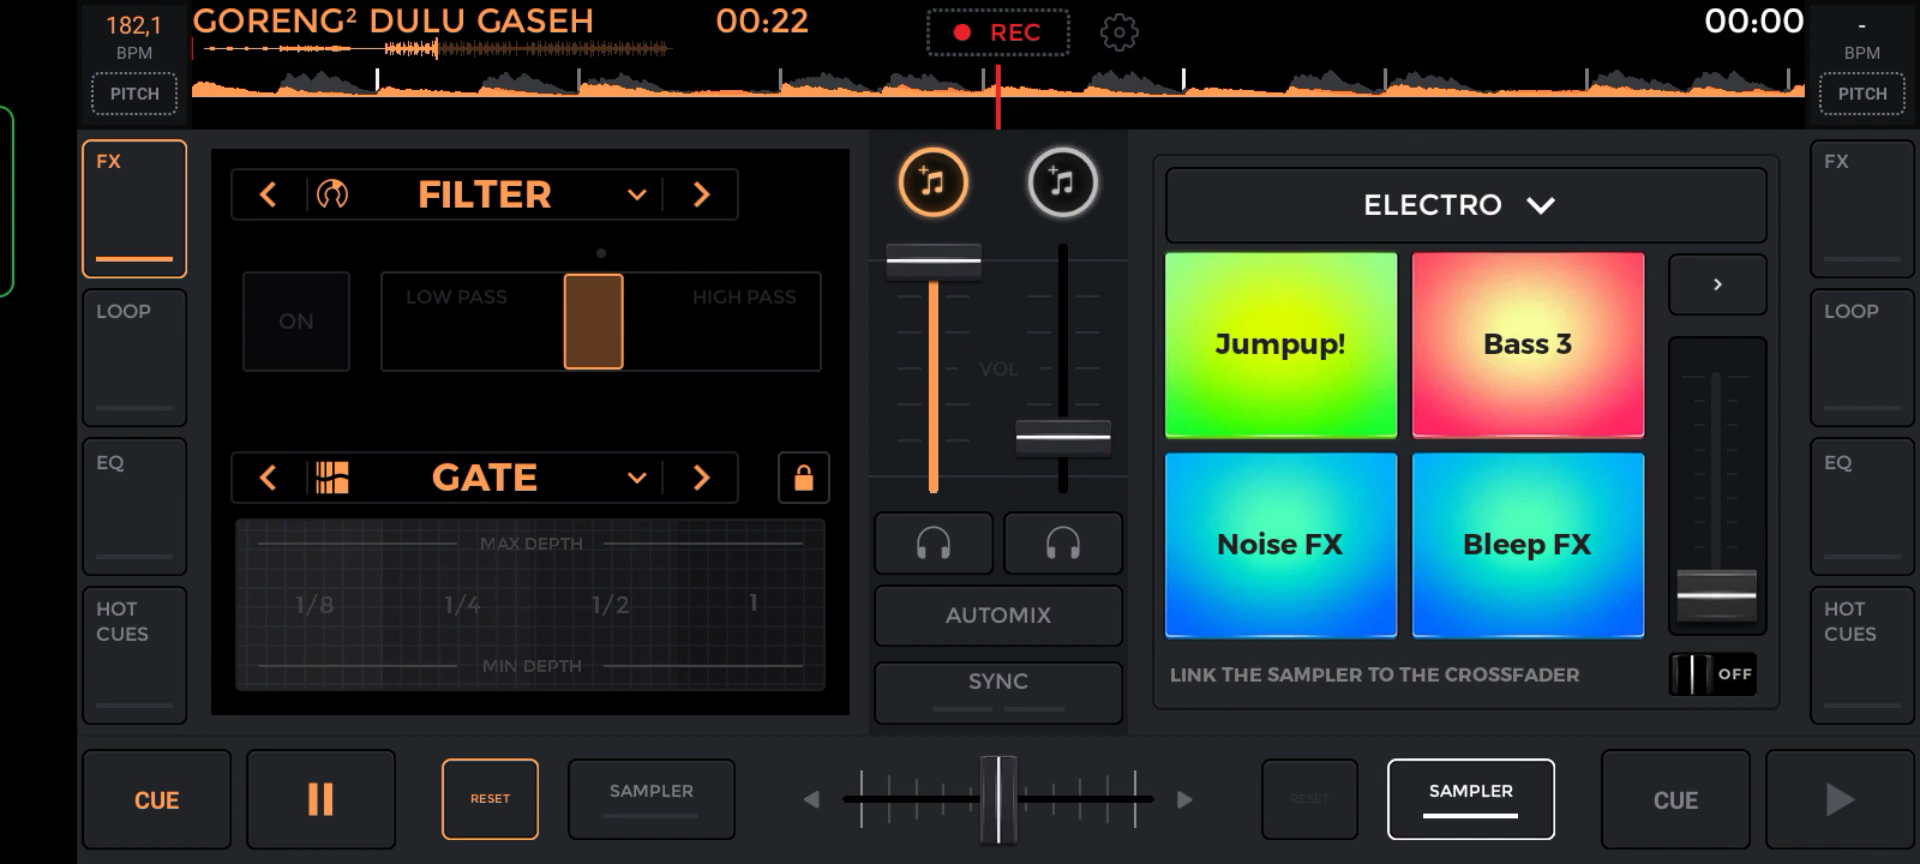 182,1
BPM
PITCH
GORENG² DULU GASEH
00:22
REC
00:00
-
BPM
PITCH
FX
LOOP
EQ
HOT
CUES
FILTER
ON
LOW PASS
HIGH PASS
GATE
MAX DEPTH
1/8
1/4
1/2
1
MIN DEPTH
VOL
AUTOMIX
SYNC
ELECTRO
Jumpup!
Bass 3
Noise FX
Bleep FX
LINK THE SAMPLER TO THE CROSSFADER
OFF
FX
LOOP
EQ
HOT
CUES
CUE
RESET
SAMPLER
RESET
SAMPLER
CUE